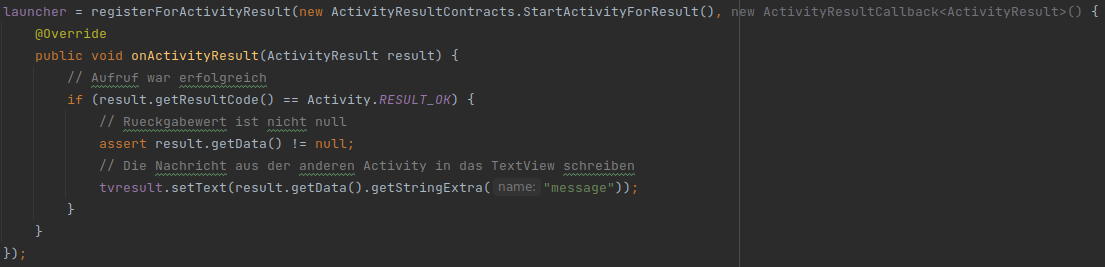 launcher = registerForActivityResult(new ActivityResultContracts.StartActivityForResult(), new ActivityResultCallback<ActivityResult>() {
    @Override
    public void onActivityResult(ActivityResult result) {
        // Aufruf war erfolgreich
        if (result.getResultCode() == Activity.RESULT_OK) {
            // Rueckgabewert ist nicht null
            assert result.getData() != null;
            // Die Nachricht aus der anderen Activity in das TextView schreiben
            tvresult.setText(result.getData().getStringExtra( name: "message"));
        }
    }
});